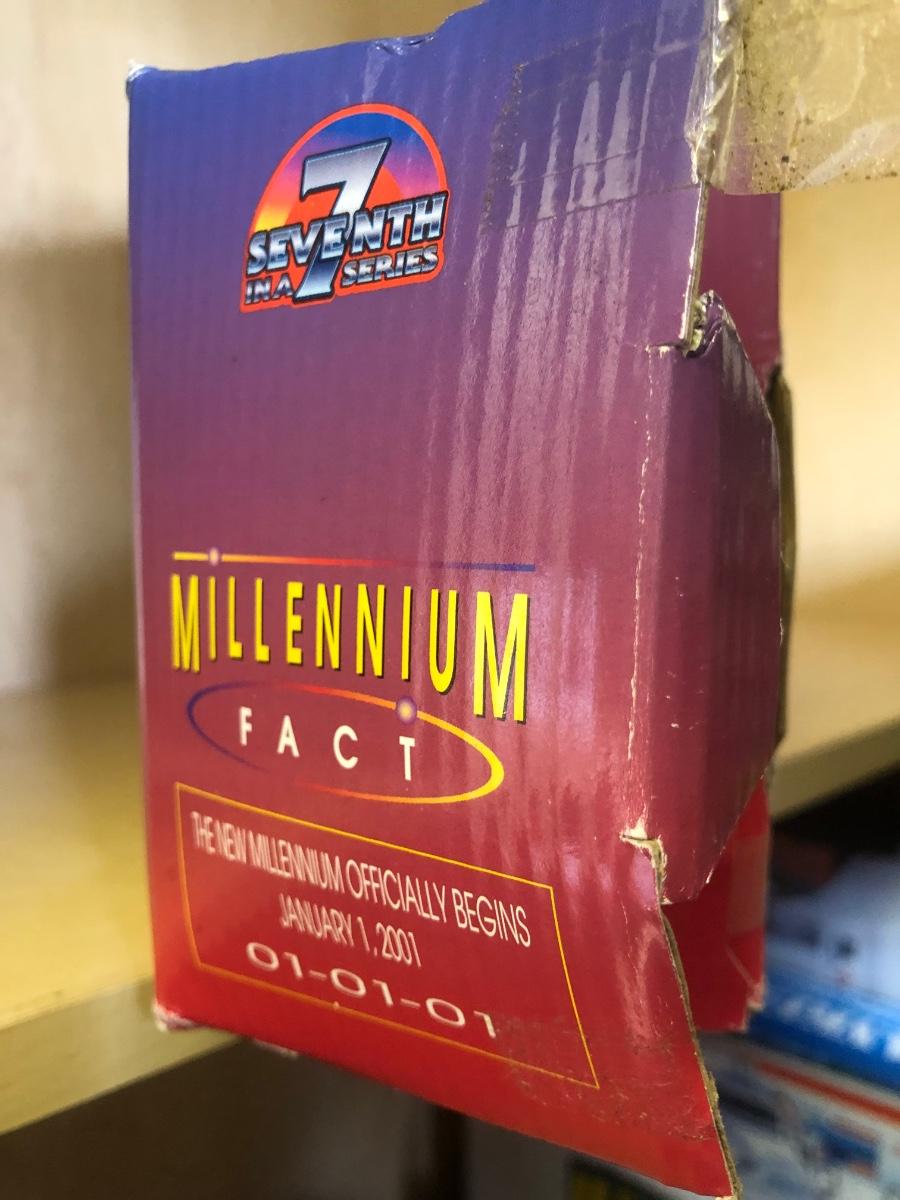 7
SEVENTH
IN A SERIES
MILLENNIUM
FACT
THE NEW MILLENNIUM OFFICIALLY BEGINS
JANUARY 1, 2001
01-01-01